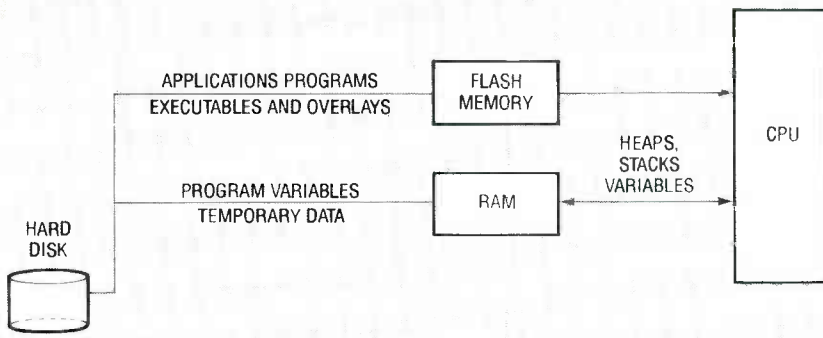 APPLICATIONS PROGRAMS
EXECUTABLES AND OVERLAYS
FLASH
MEMORY
CPU
HEAPS,
STACKS
VARIABLES
PROGRAM VARIABLES
TEMPORARY DATA
RAM
HARD
DISK